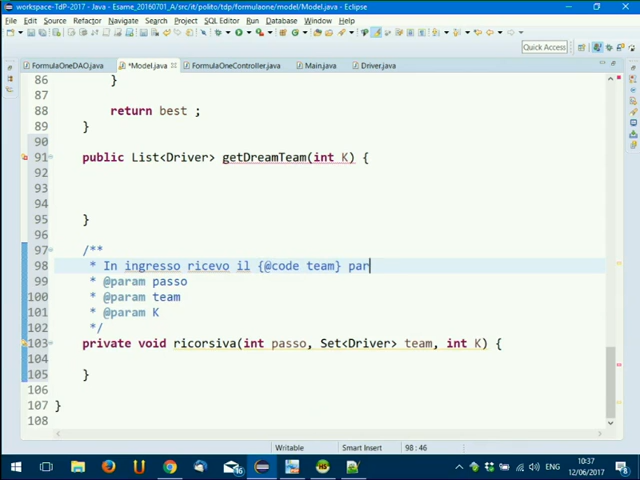 workspace-TdP-2017 - Java - Esame_20160701_A/src/it/polito/tdp/formulaone/model/Model.java - Eclipse
File Edit Source Refactor Navigate Search Project SQL Editor Run Database Window Help
Quick Access
FormulaOneDAO.java *Model.java FormulaOneController.java Main.java Driver.java
86 }
87
88 return best ;
89 }
90
91 public List<Driver> getDreamTeam(int K) {
92
93
94
95 }
96
97 /**
98 * In ingresso ricevo il {@code team} par
99 * @param passo
100 * @param team
101 * @param K
102 */
103 private void ricorsiva(int passo, Set<Driver> team, int K) {
104
105 }
106
107 }
108
Writable Smart Insert 98 : 46
ENG 10:37
12/06/2017